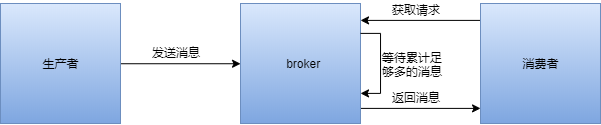 生产者
发送消息
broker
获取请求
等待累计足
够多的消息
返回消息
消费者